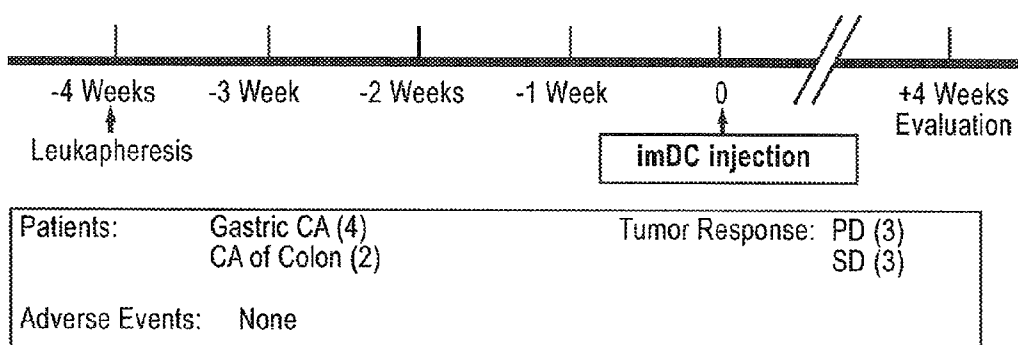 -4 Weeks -3 Week -2 Weeks -1 Week 0 +4 Weeks
Evaluation
Leukapheresis
imDC injection
Patients: Gastric CA (4) Tumor Response: PD (3)
CA of Colon (2) SD (3)
Adverse Events: None